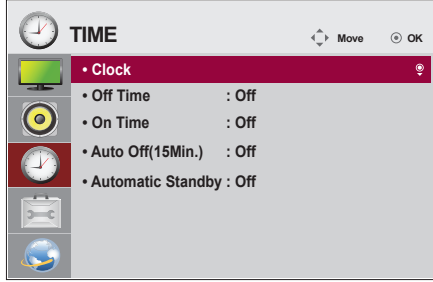 TIME
Move
OK
• Clock
• Off Time : Off
• On Time : Off
• Auto Off(15Min.) : Off
• Automatic Standby : Off